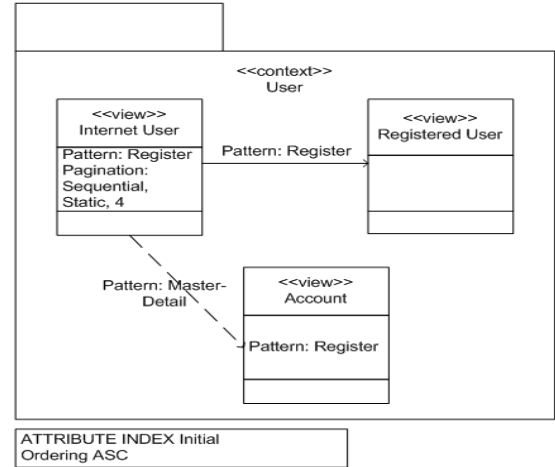 <<context>>
User
<<view>>
Internet User
Pattern: Register
Pagination:
Sequential,
Static, 4
Pattern: Register
<<view>>
Registered User
Pattern: Master-
Detail
<<view>>
Account
Pattern: Register
ATTRIBUTE INDEX Initial
Ordering ASC